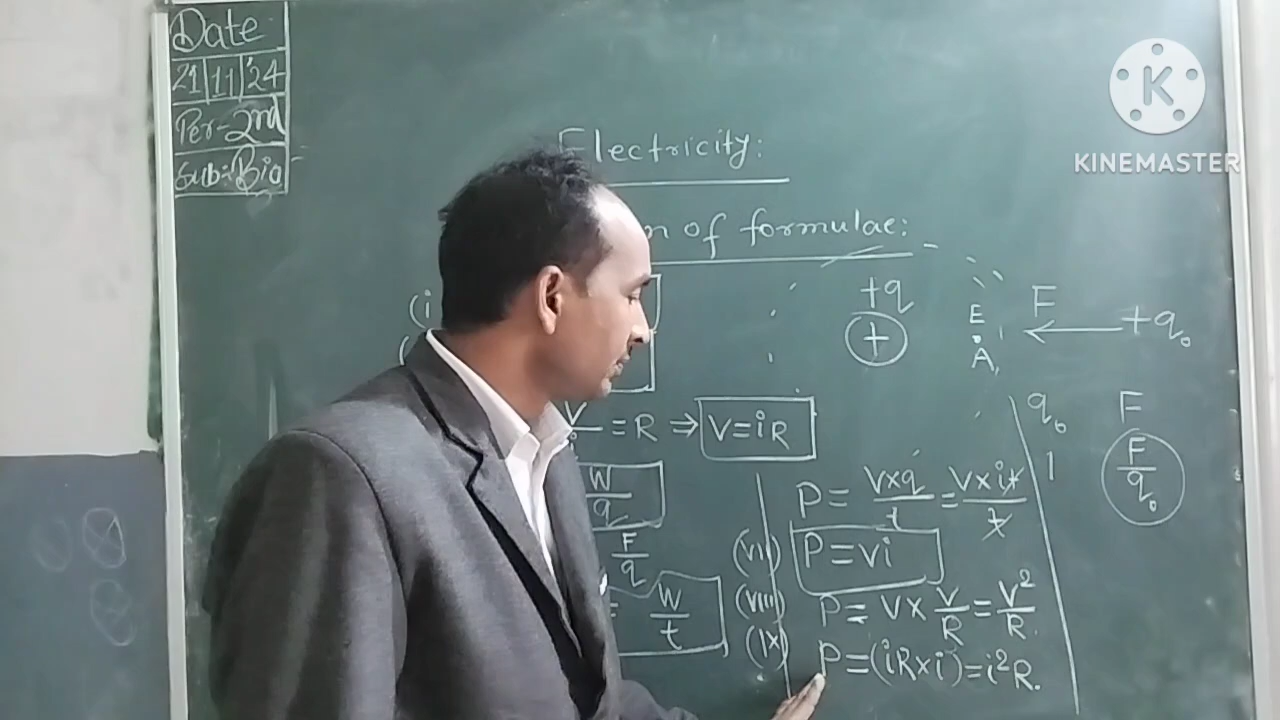 Date
21|11|'24
Per-2nd
Sub:-Bio
KINEMASTER
Electricity:
of formulae:
(i
+q
+
E
A
F
+q₀
= R ⇒ V=iR
q₀ F
1 F/q₀
W/q
P = V×q/t = V×it/t
F/q
(vii) P = Vi
= W/t
(viii) P = V × V/R = V²/R.
(ix) P = (iR×i) = i²R.